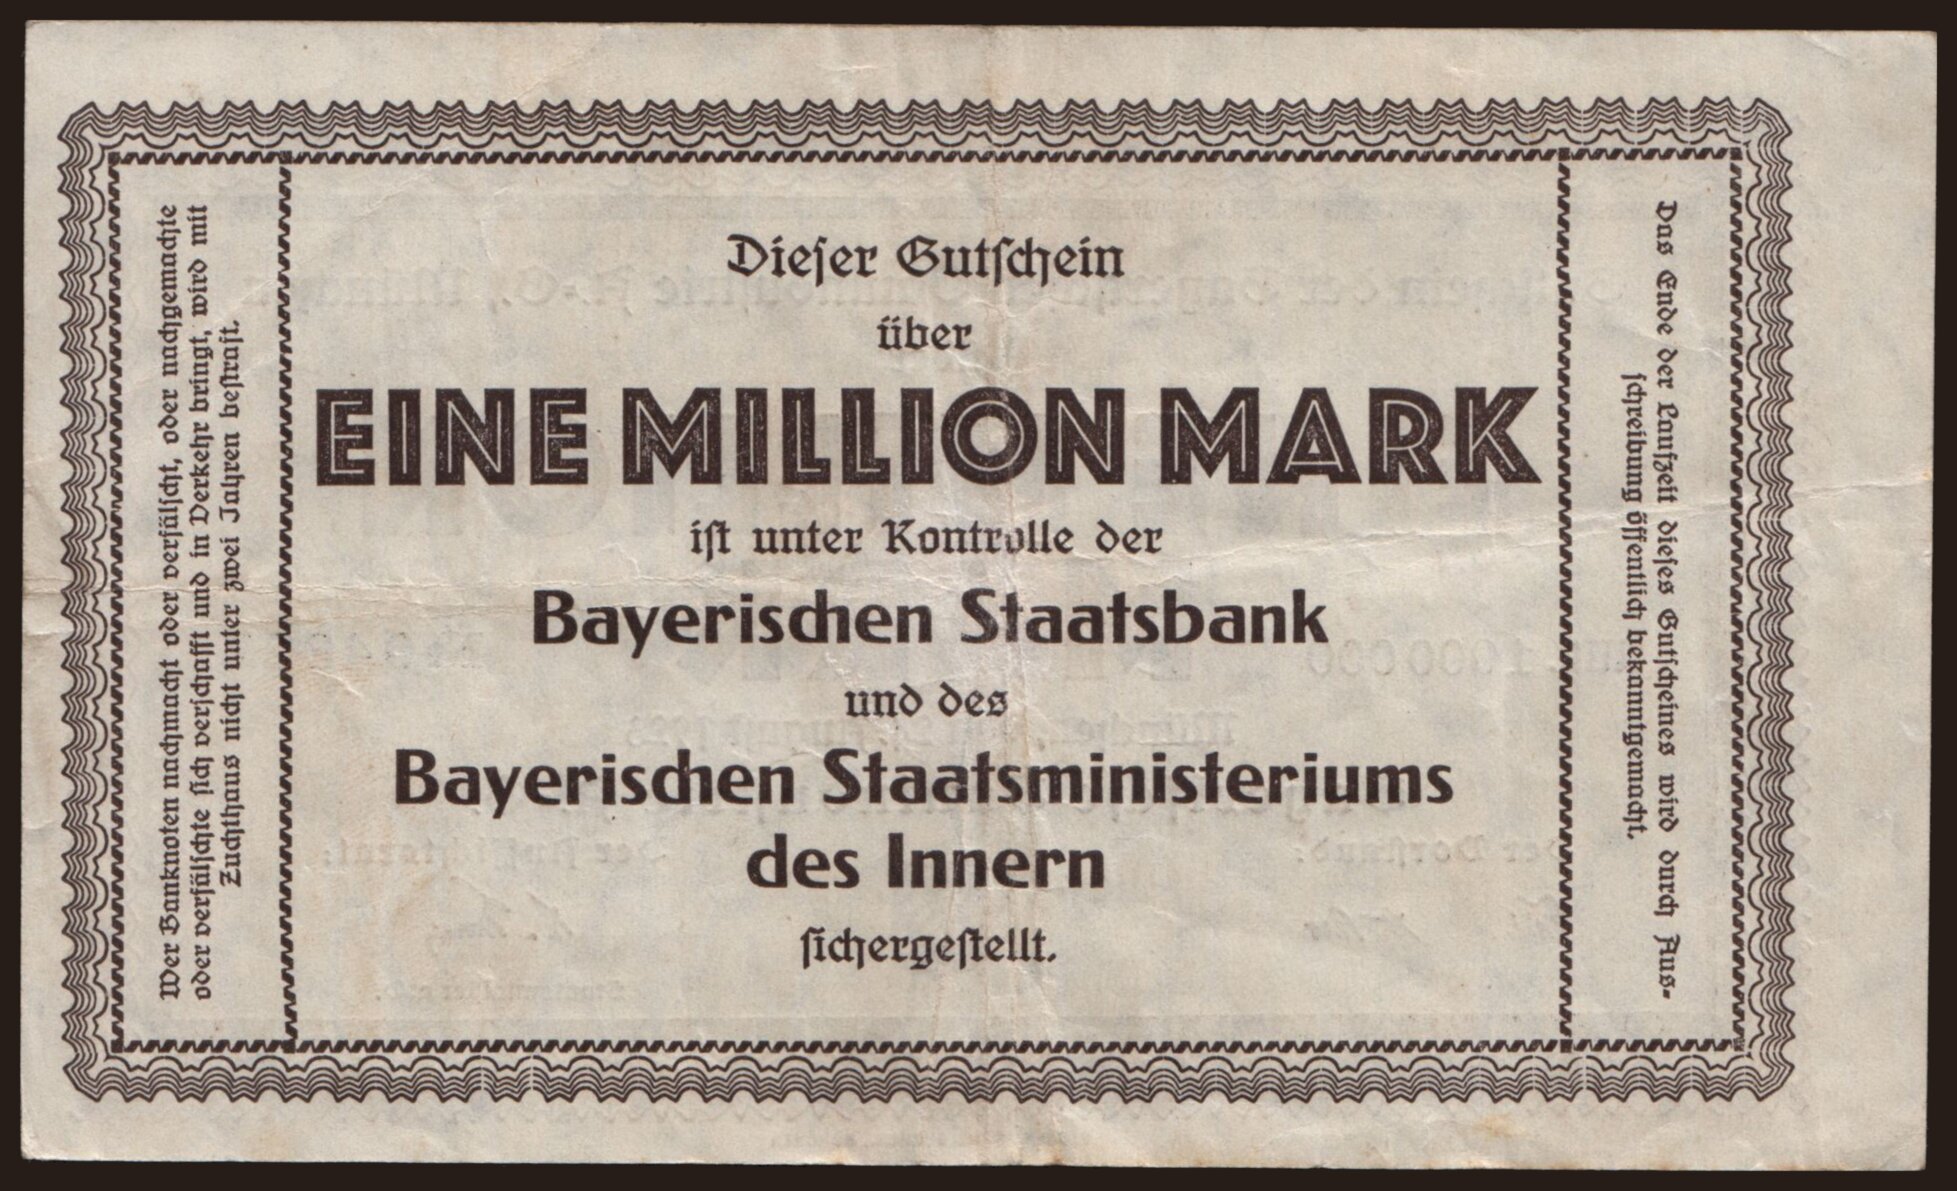 Wer Banknoten nachmacht oder verfälscht, oder nachgemachte
oder verfälschte sich verschafft und in Verkehr bringt, wird mit
Zuchthaus nicht unter zwei Jahren bestraft.
Dieser Gutschein
über
EINE MILLION MARK
ist unter Kontrolle der
Bayerischen Staatsbank
und des
Bayerischen Staatsministeriums
des Innern
sichergestellt.
Das Ende der Laufzeit dieses Gutscheines wird durch Aus-
schreibung öffentlich bekanntgemacht.